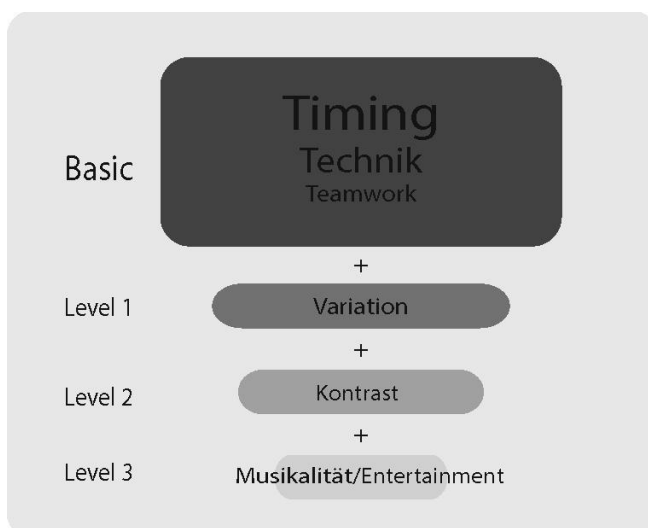 Timing
Technik
Basic
Teamwork
+
Level 1 Variation
+
Level 2 Kontrast
+
Level 3 Musikalität/Entertainment